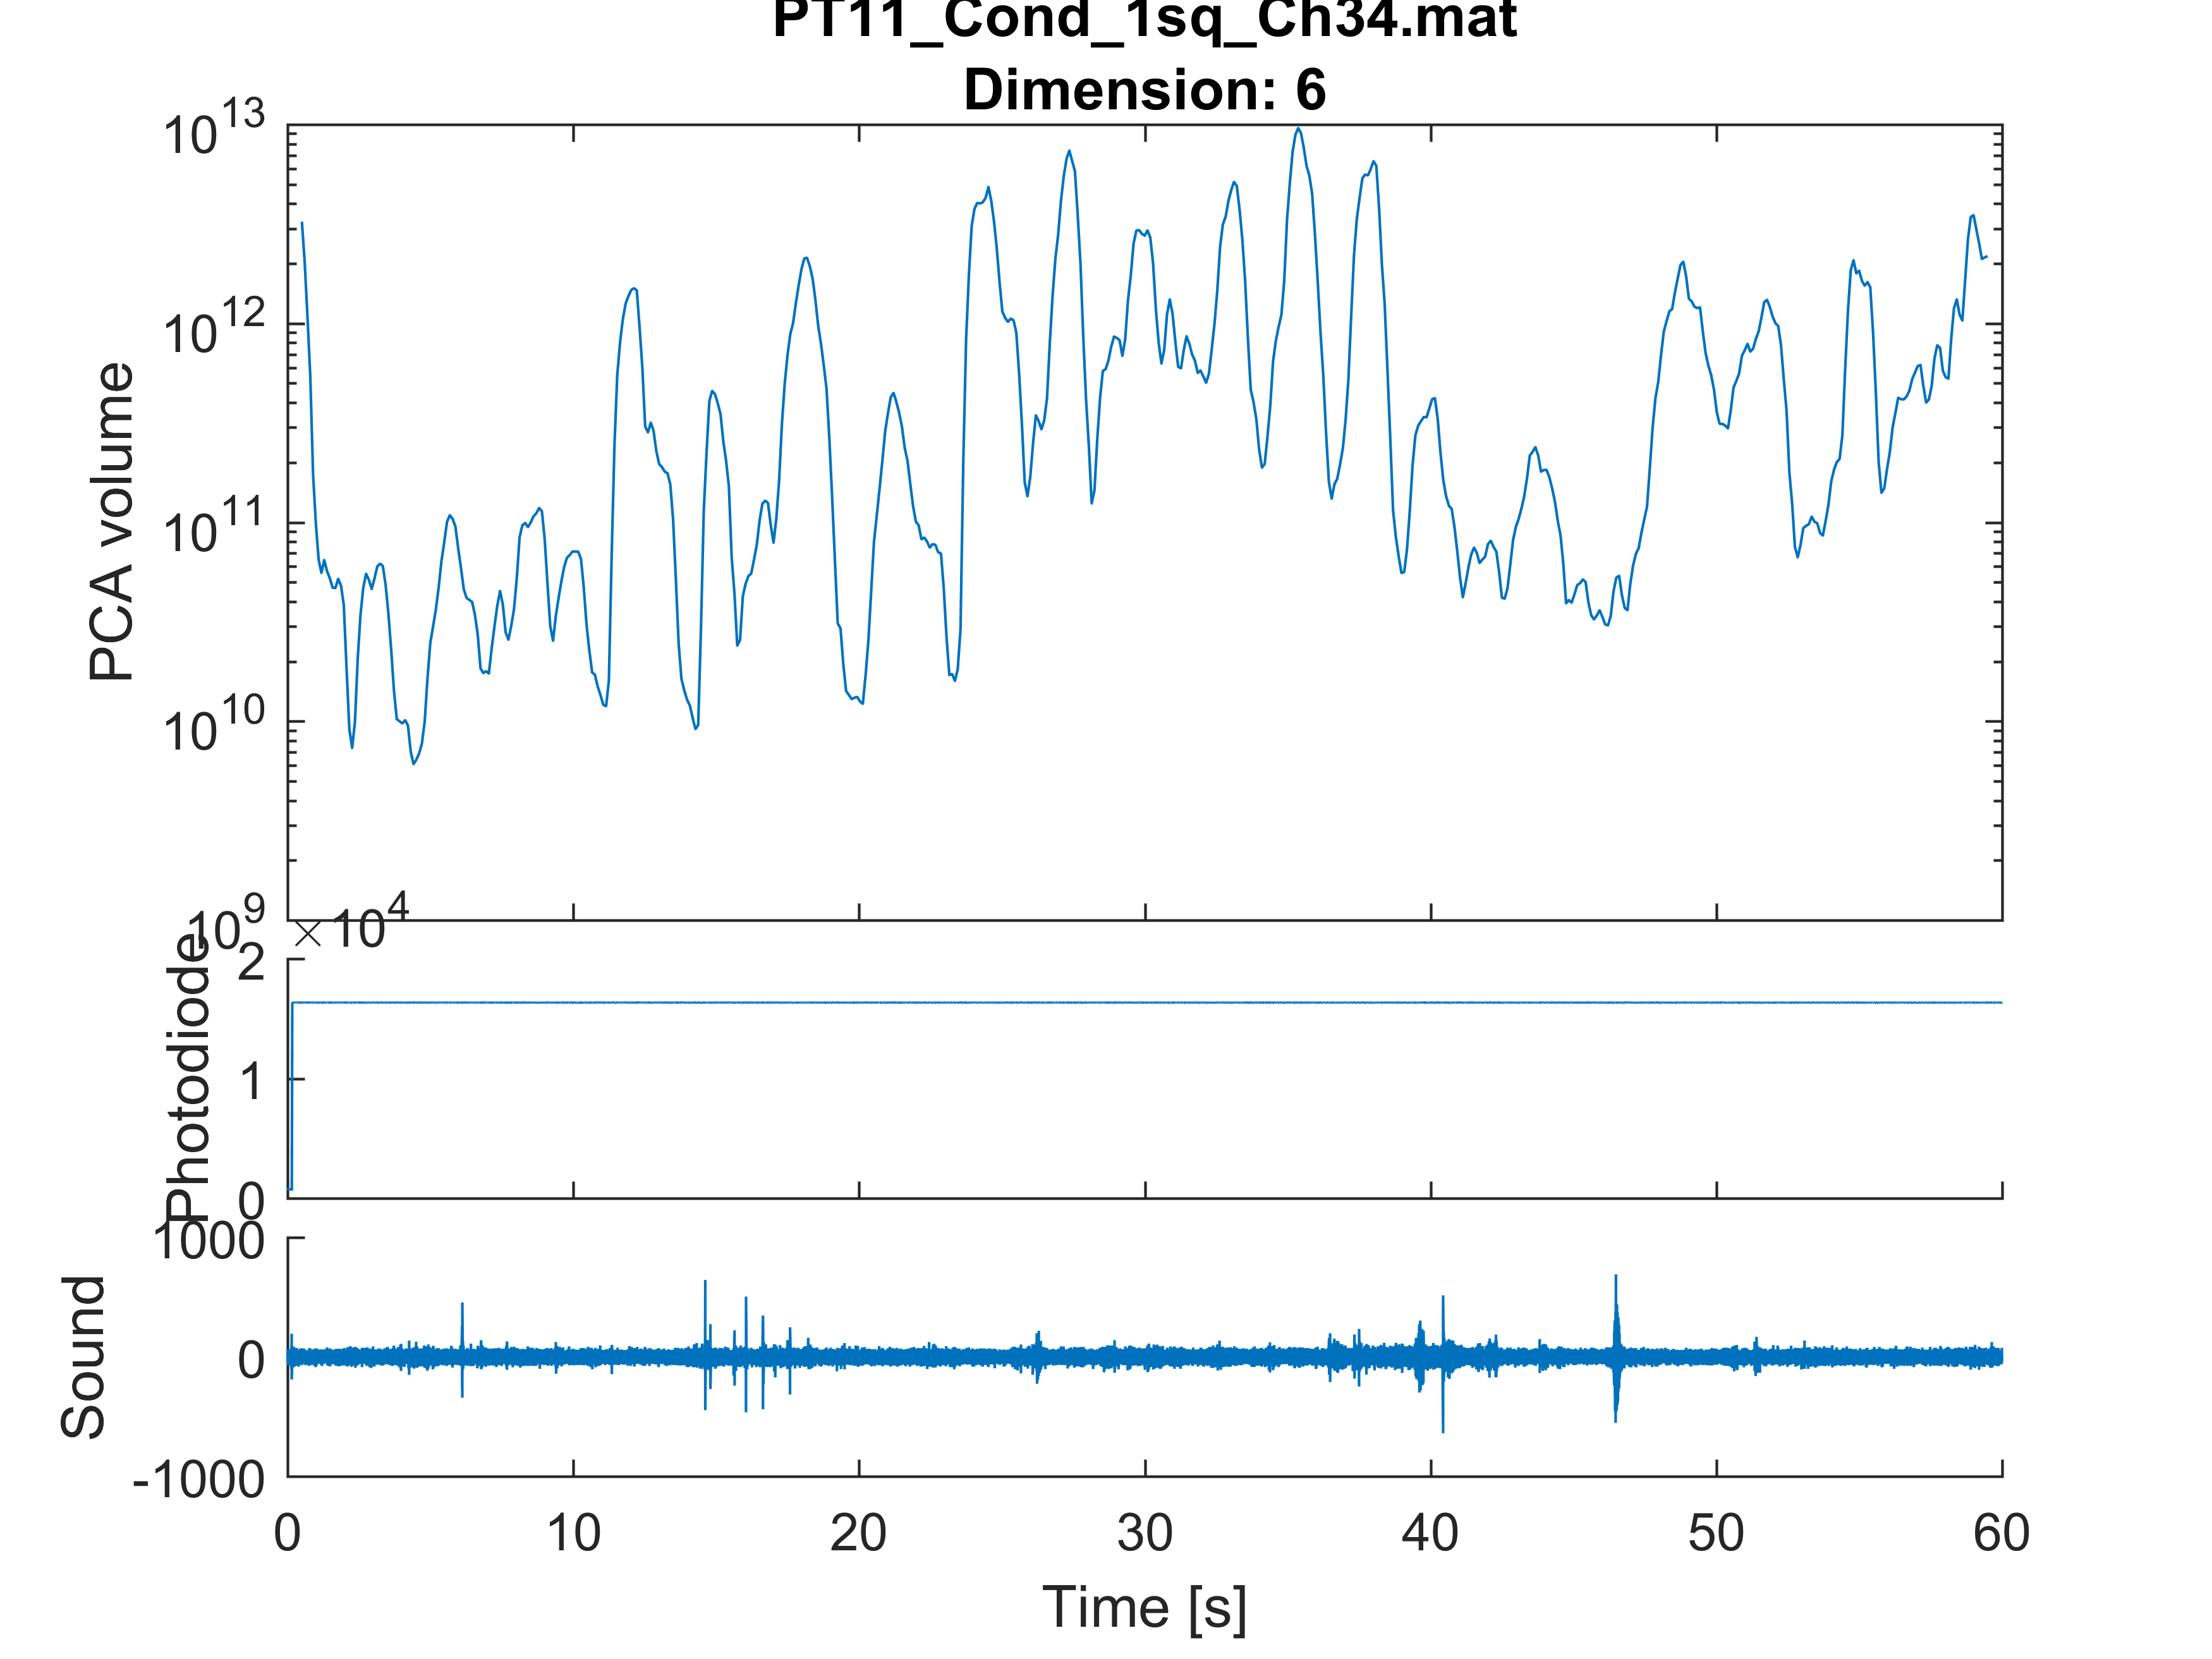 PT11_Cond_1sq_Ch34.mat
Dimension: 6
10^13
10^12
10^11
10^10
10^9
PCA volume
×10^4
2
1
0
Photodiode
1000
0
-1000
Sound
0 10 20 30 40 50 60
Time [s]